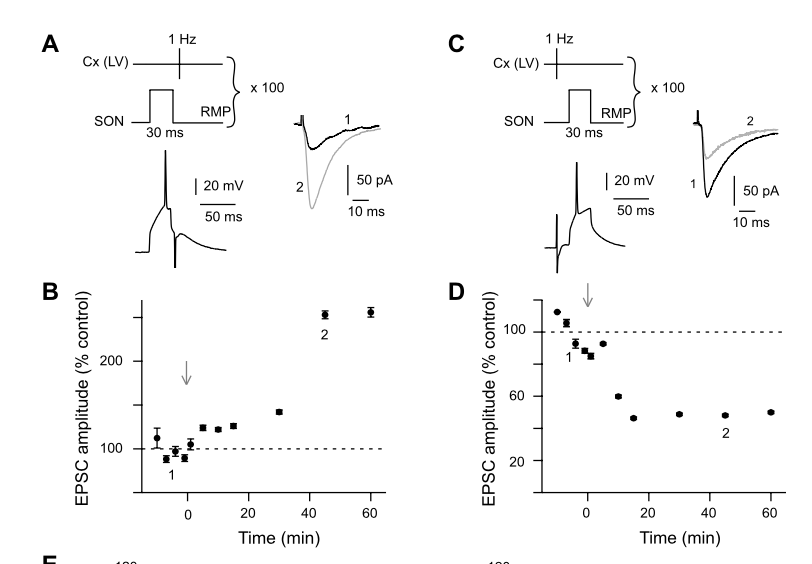 A
1 Hz
Cx (LV)
x 100
SON
RMP
30 ms
1
2
20 mV
50 ms
50 pA
10 ms
C
1 Hz
Cx (LV)
x 100
SON
RMP
30 ms
2
1
20 mV
50 ms
50 pA
10 ms
B
EPSC amplitude (% control)
200
100
1
2
0
20
40
60
Time (min)
D
EPSC amplitude (% control)
100
60
20
1
2
0
20
40
60
Time (min)